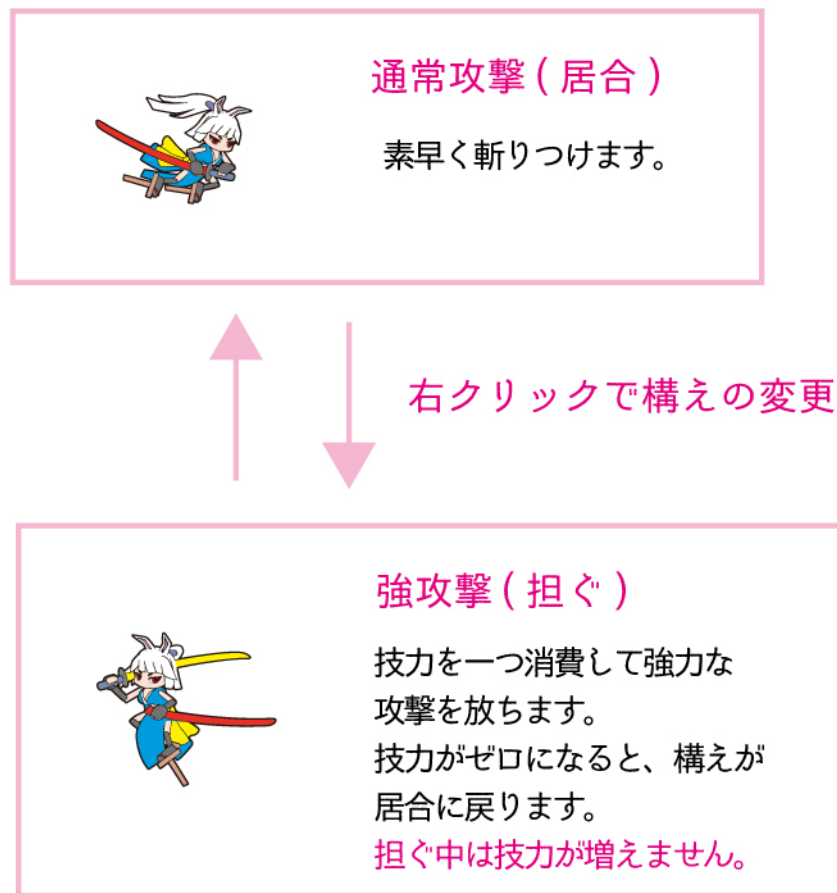 通常攻撃(居合)
素早く斬りつけます。
右クリックで構えの変更
強攻撃(担ぐ)
技力を一つ消費して強力な
攻撃を放ちます。
技力がゼロになると、構えが
居合に戻ります。
担ぐ中は技力が増えません。